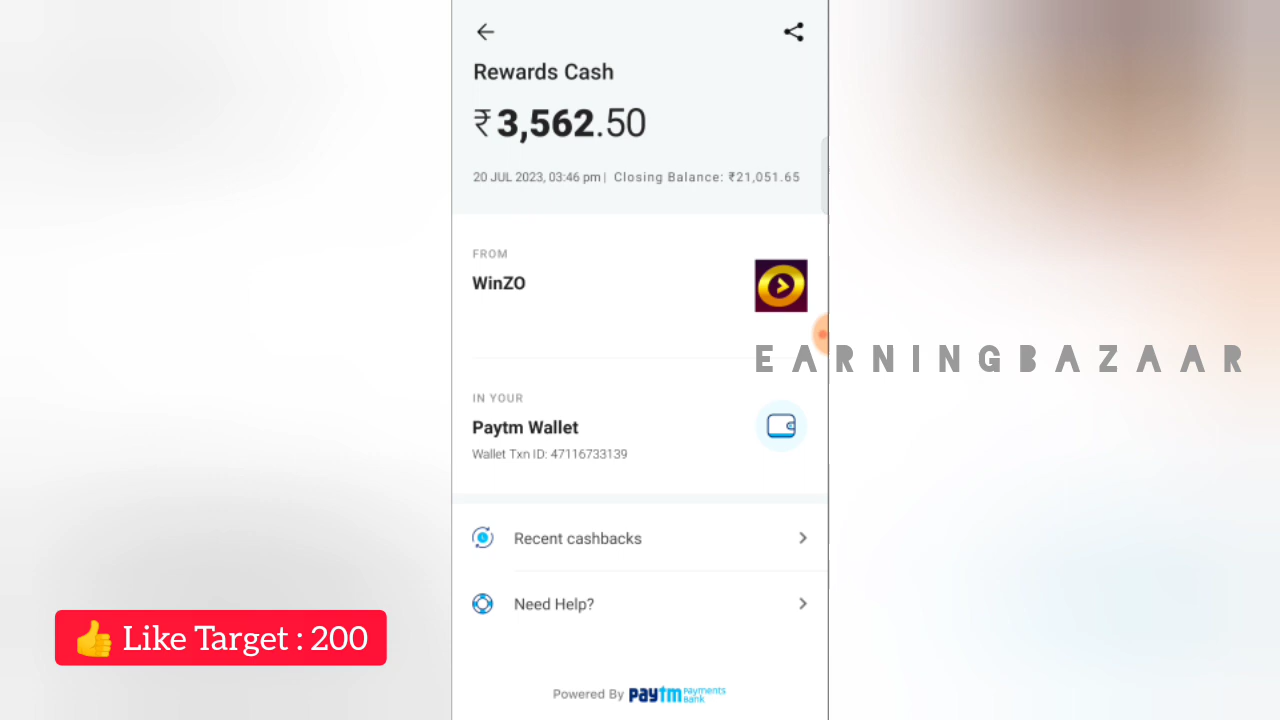 Rewards Cash
₹3,562.50
20 JUL 2023, 03:46 pm | Closing Balance: ₹21,051.65
FROM
WinZO
EARNINGBAZAAR
IN YOUR
Paytm Wallet
Wallet Txn ID: 47116733139
Recent cashbacks
Need Help?
👍 Like Target : 200
Powered By paytm Payments Bank